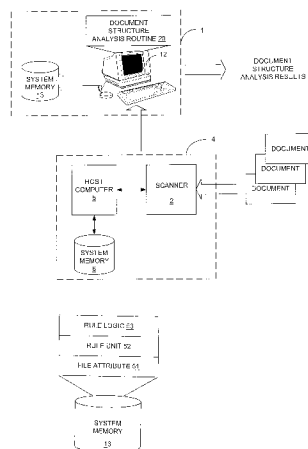 DOCUMENT
STRUCTURE
ANALYSIS ROUTINE 20
1
12
SYSTEM
MEMORY
13
DOCUMENT
STRUCTURE
ANALYSIS RESULTS
4
HOST
COMPUTER
SCANNER
2
SYSTEM
MEMORY
DOCUMENT
DOCUMENT
DOCUMENT
RULE LOGIC
RULE UNIT 52
FILE ATTRIBUTE
SYSTEM
MEMORY
13